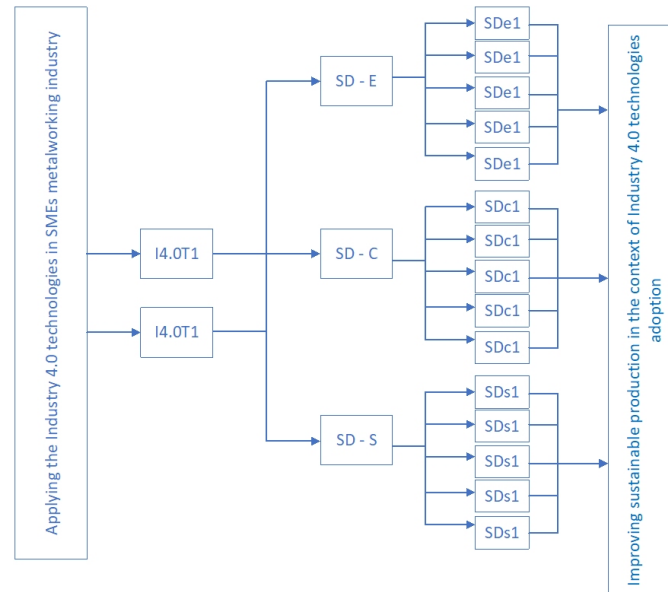 Applying the Industry 4.0 technologies in SMEs metalworking industry
I4.0T1
I4.0T1
SD - E
SD - C
SD - S
SDe1
SDe1
SDe1
SDe1
SDe1
SDc1
SDc1
SDc1
SDc1
SDc1
SDs1
SDs1
SDs1
SDs1
SDs1
Improving sustainable production in the context of Industry 4.0 technologies
adoption